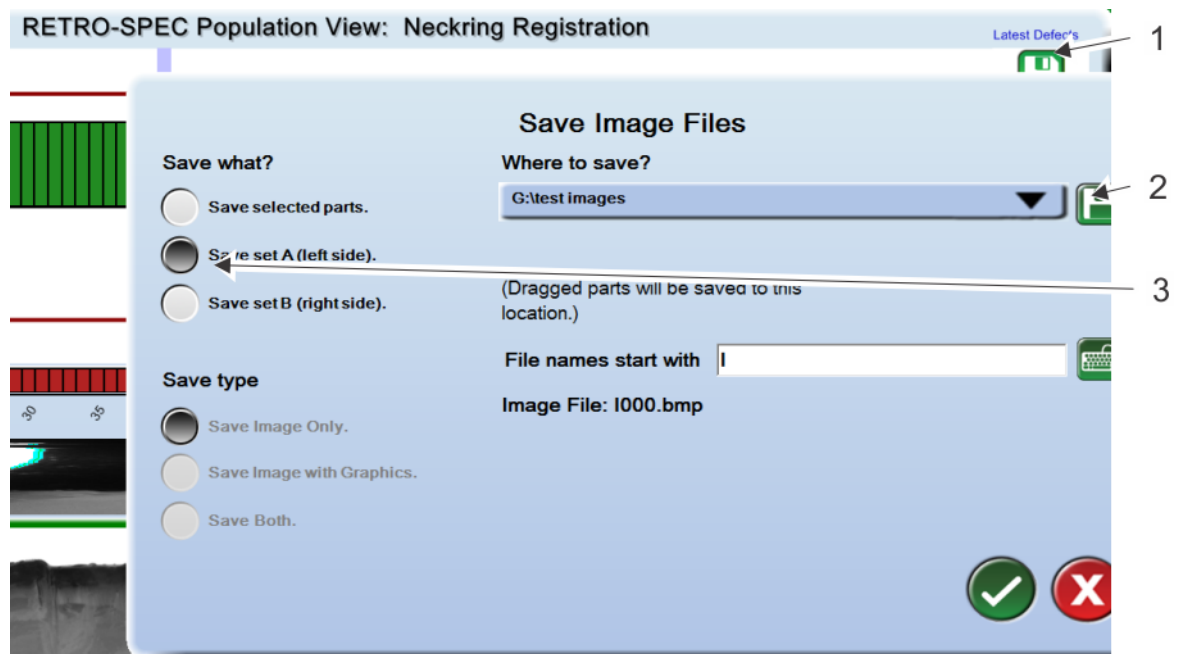 RETRO-SPEC Population View: Neckring Registration
Latest Defects
1
Save Image Files
Save what?
Where to save?
Save selected parts.
G:\test images
2
Save set A (left side).
Save set B (right side).
(Dragged parts will be saved to this
location.)
3
File names start with
I
Save type
Image File: I000.bmp
30
35
Save Image Only.
Save Image with Graphics.
Save Both.